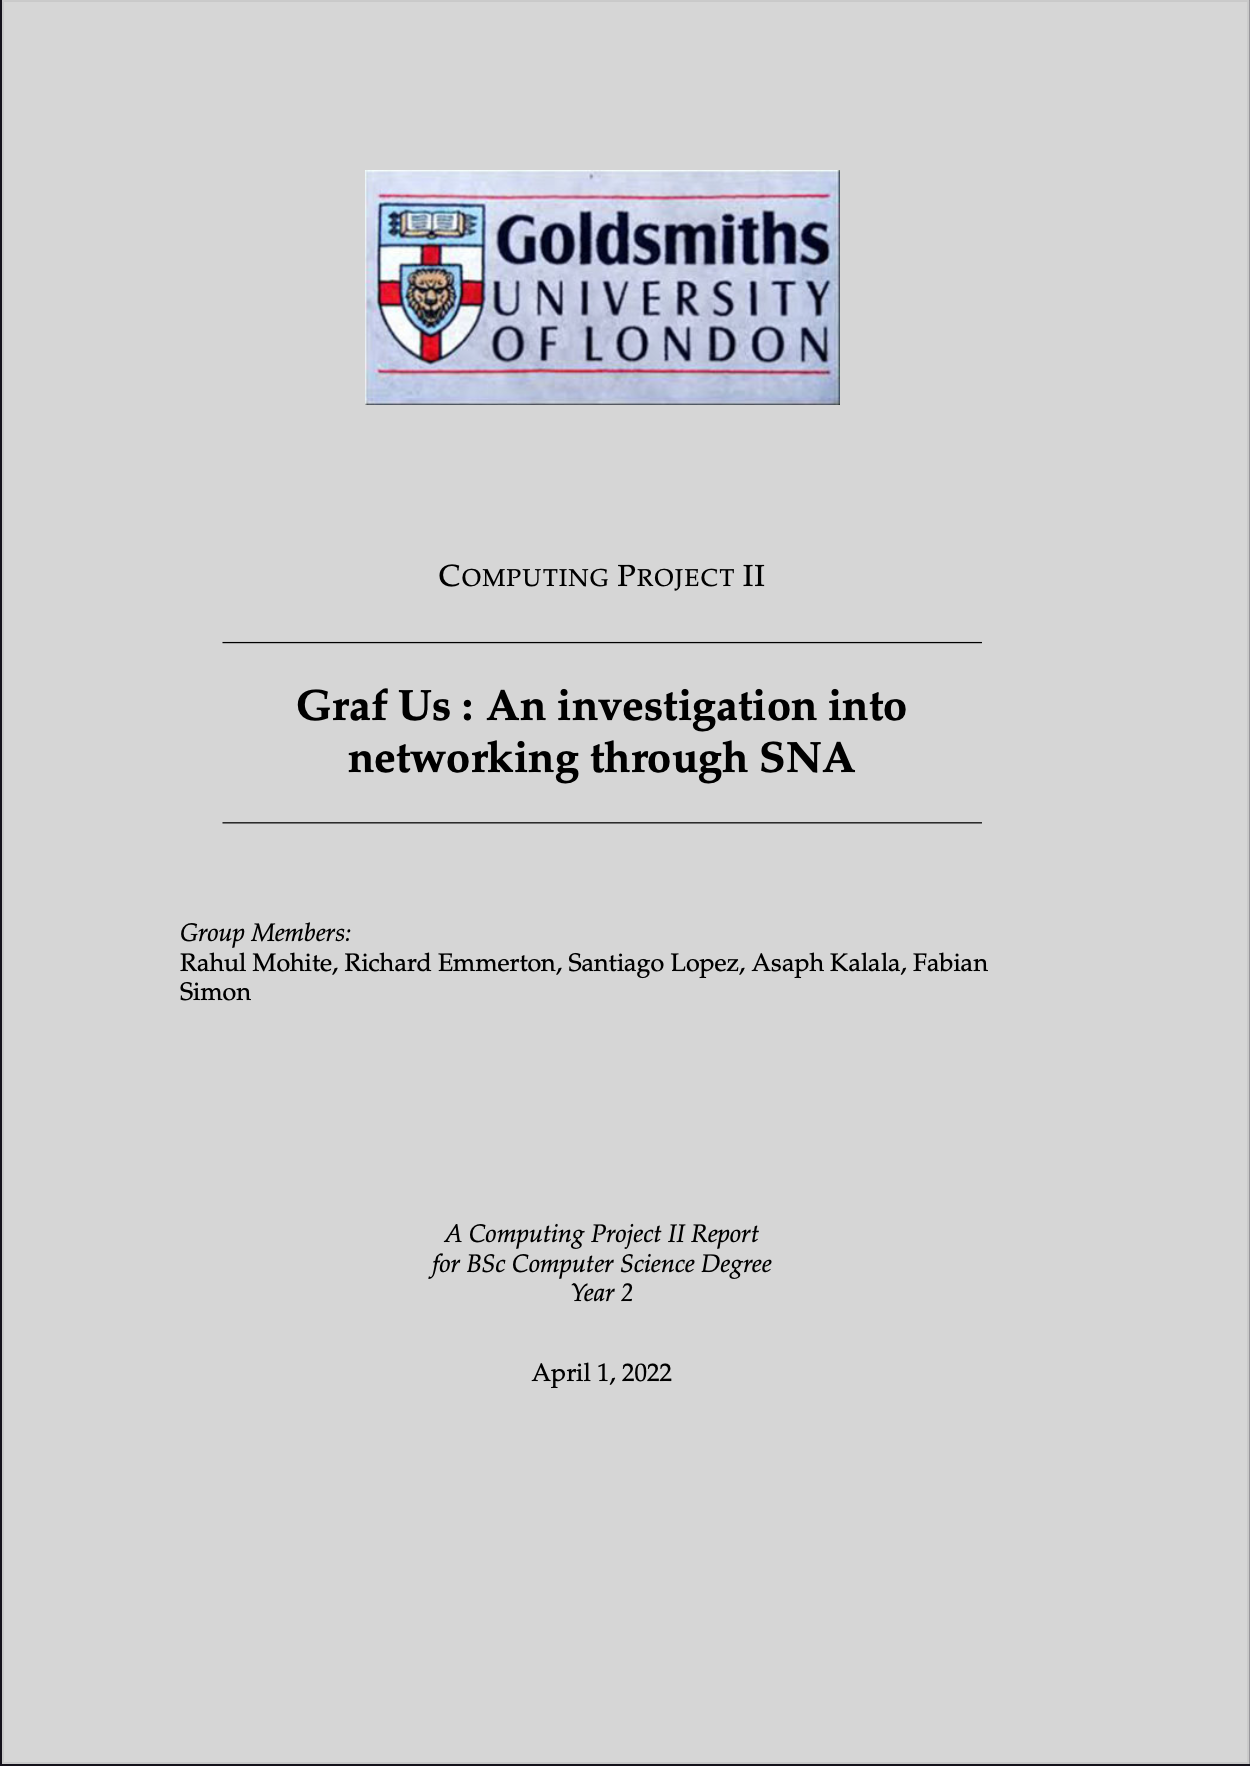 Goldsmiths
UNIVERSITY
OF LONDON
COMPUTING PROJECT II
Graf Us : An investigation into
networking through SNA
Group Members:
Rahul Mohite, Richard Emmerton, Santiago Lopez, Asaph Kalala, Fabian
Simon
A Computing Project II Report
for BSc Computer Science Degree
Year 2
April 1, 2022